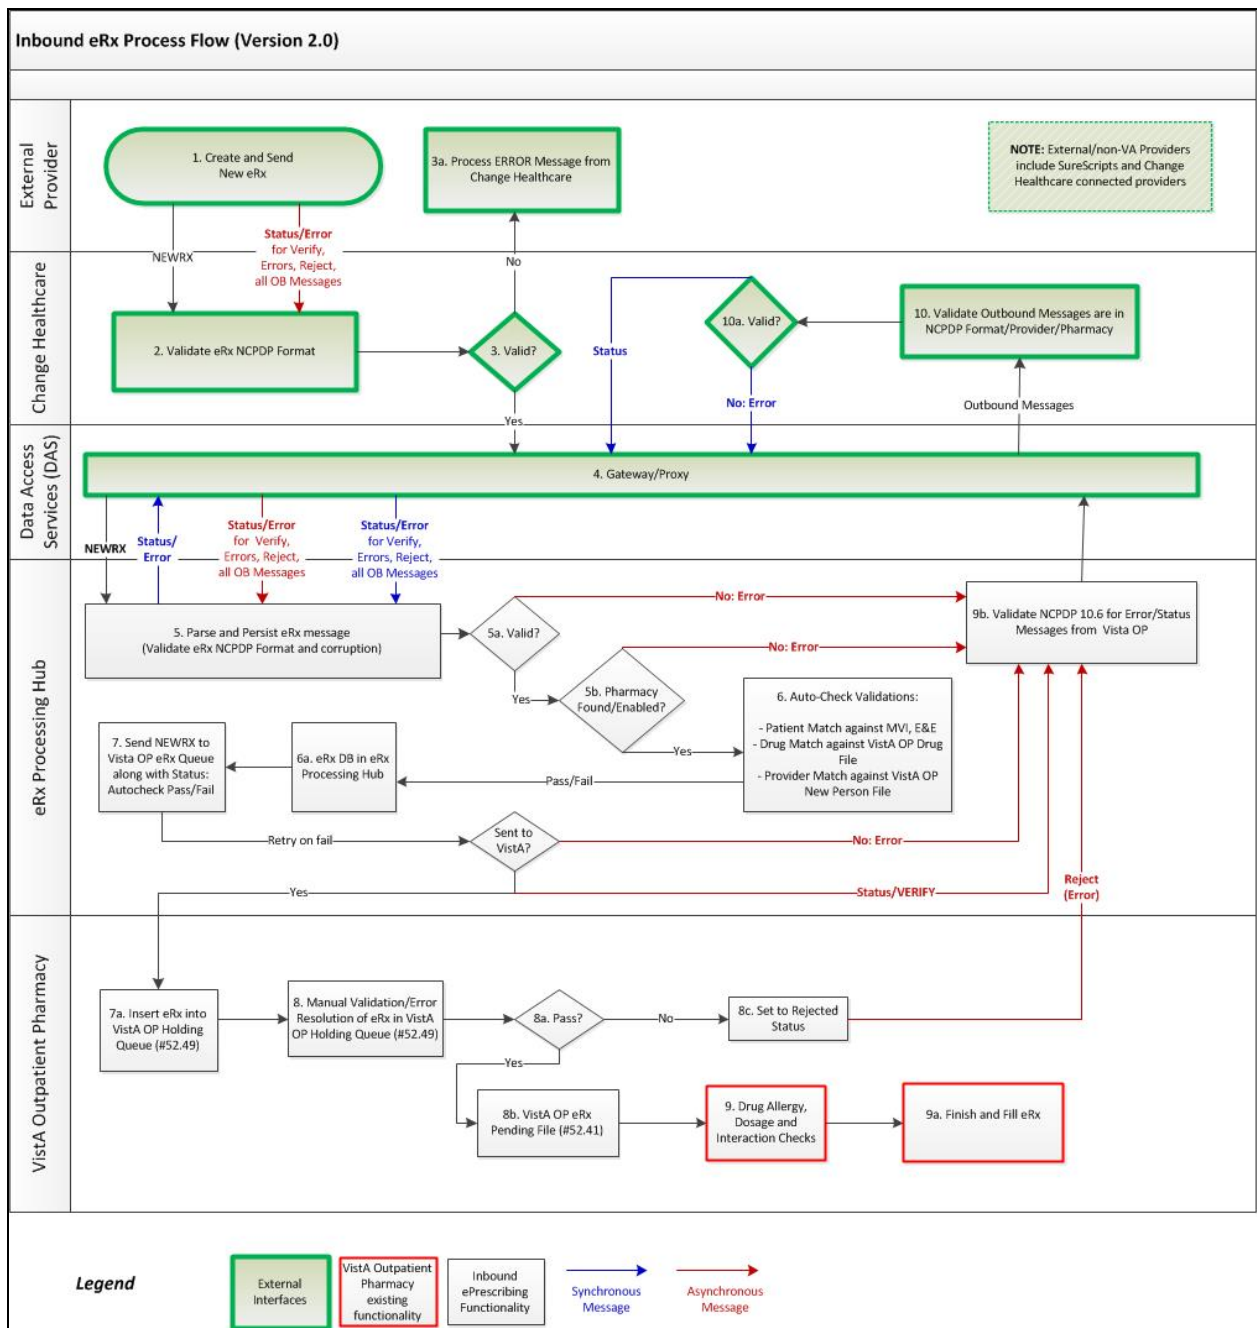 Inbound eRx Process Flow (Version 2.0)
External
Provider
1. Create and Send
New eRx
3a. Process ERROR Message from
Change Healthcare
NOTE: External/non-VA Providers
include SureScripts and Change
Healthcare connected providers
NEWRX
Status/Error
for Verify,
Errors, Reject,
all OB Messages
No
Change Healthcare
2. Validate eRx NCPDP Format
3. Valid?
Status
10a. Valid?
10. Validate Outbound Messages are in
NCPDP Format/Provider/Pharmacy
Yes
No: Error
Outbound Messages
Data Access
Services (DAS)
4. Gateway/Proxy
NEWRX
Status/
Error
Status/Error
for Verify,
Errors, Reject,
all OB Messages
Status/Error
for Verify,
Errors, Reject,
all OB Messages
eRx Processing Hub
5. Parse and Persist eRx message
(Validate eRx NCPDP Format and corruption)
5a. Valid?
No: Error
9b. Validate NCPDP 10.6 for Error/Status
Messages from Vista OP
Yes
5b. Pharmacy
Found/Enabled?
No: Error
Yes
6. Auto-Check Validations:
- Patient Match against MVI, E&E
- Drug Match against VistA OP Drug
File
- Provider Match against VistA OP
New Person File
Pass/Fail
6a. eRx DB in eRx
Processing Hub
7. Send NEWRX to
Vista OP eRx Queue
along with Status:
Autocheck Pass/Fail
Retry on fail
Sent to
VistA?
No: Error
Yes
Status/VERIFY
Reject
(Error)
VistA Outpatient Pharmacy
7a. Insert eRx into
VistA OP Holding
Queue (#52.49)
8. Manual Validation/Error
Resolution of eRx in VistA
OP Holding Queue (#52.49)
8a. Pass?
No
8c. Set to Rejected
Status
Yes
8b. VistA OP eRx
Pending File (#52.41)
9. Drug Allergy,
Dosage and
Interaction Checks
9a. Finish and Fill eRx
Legend
External
Interfaces
VistA Outpatient
Pharmacy
existing
functionality
Inbound
ePrescribing
Functionality
Synchronous
Message
Asynchronous
Message